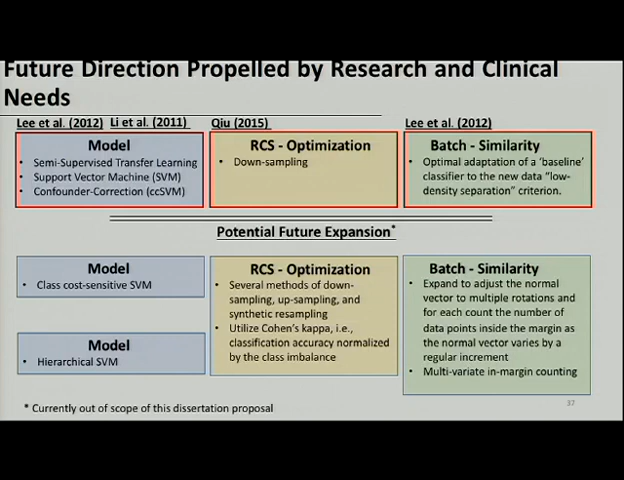 Future Direction Propelled by Research and Clinical
Needs
Lee et al. (2012) Li et al. (2011) Qiu (2015) Lee et al. (2012)
Model
• Semi-Supervised Transfer Learning
• Support Vector Machine (SVM)
• Confounder-Correction (ccSVM)
RCS - Optimization
• Down-sampling
Batch - Similarity
• Optimal adaptation of a ‘baseline’
classifier to the new data “low-
density separation” criterion.
Potential Future Expansion*
Model
• Class cost-sensitive SVM
Model
• Hierarchical SVM
RCS - Optimization
• Several methods of down-
sampling, up-sampling, and
synthetic resampling
• Utilize Cohen's kappa, i.e.,
classification accuracy normalized
by the class imbalance
Batch - Similarity
• Expand to adjust the normal
vector to multiple rotations and
for each count the number of
data points inside the margin as
the normal vector varies by a
regular increment
• Multi-variate in-margin counting
* Currently out of scope of this dissertation proposal
37